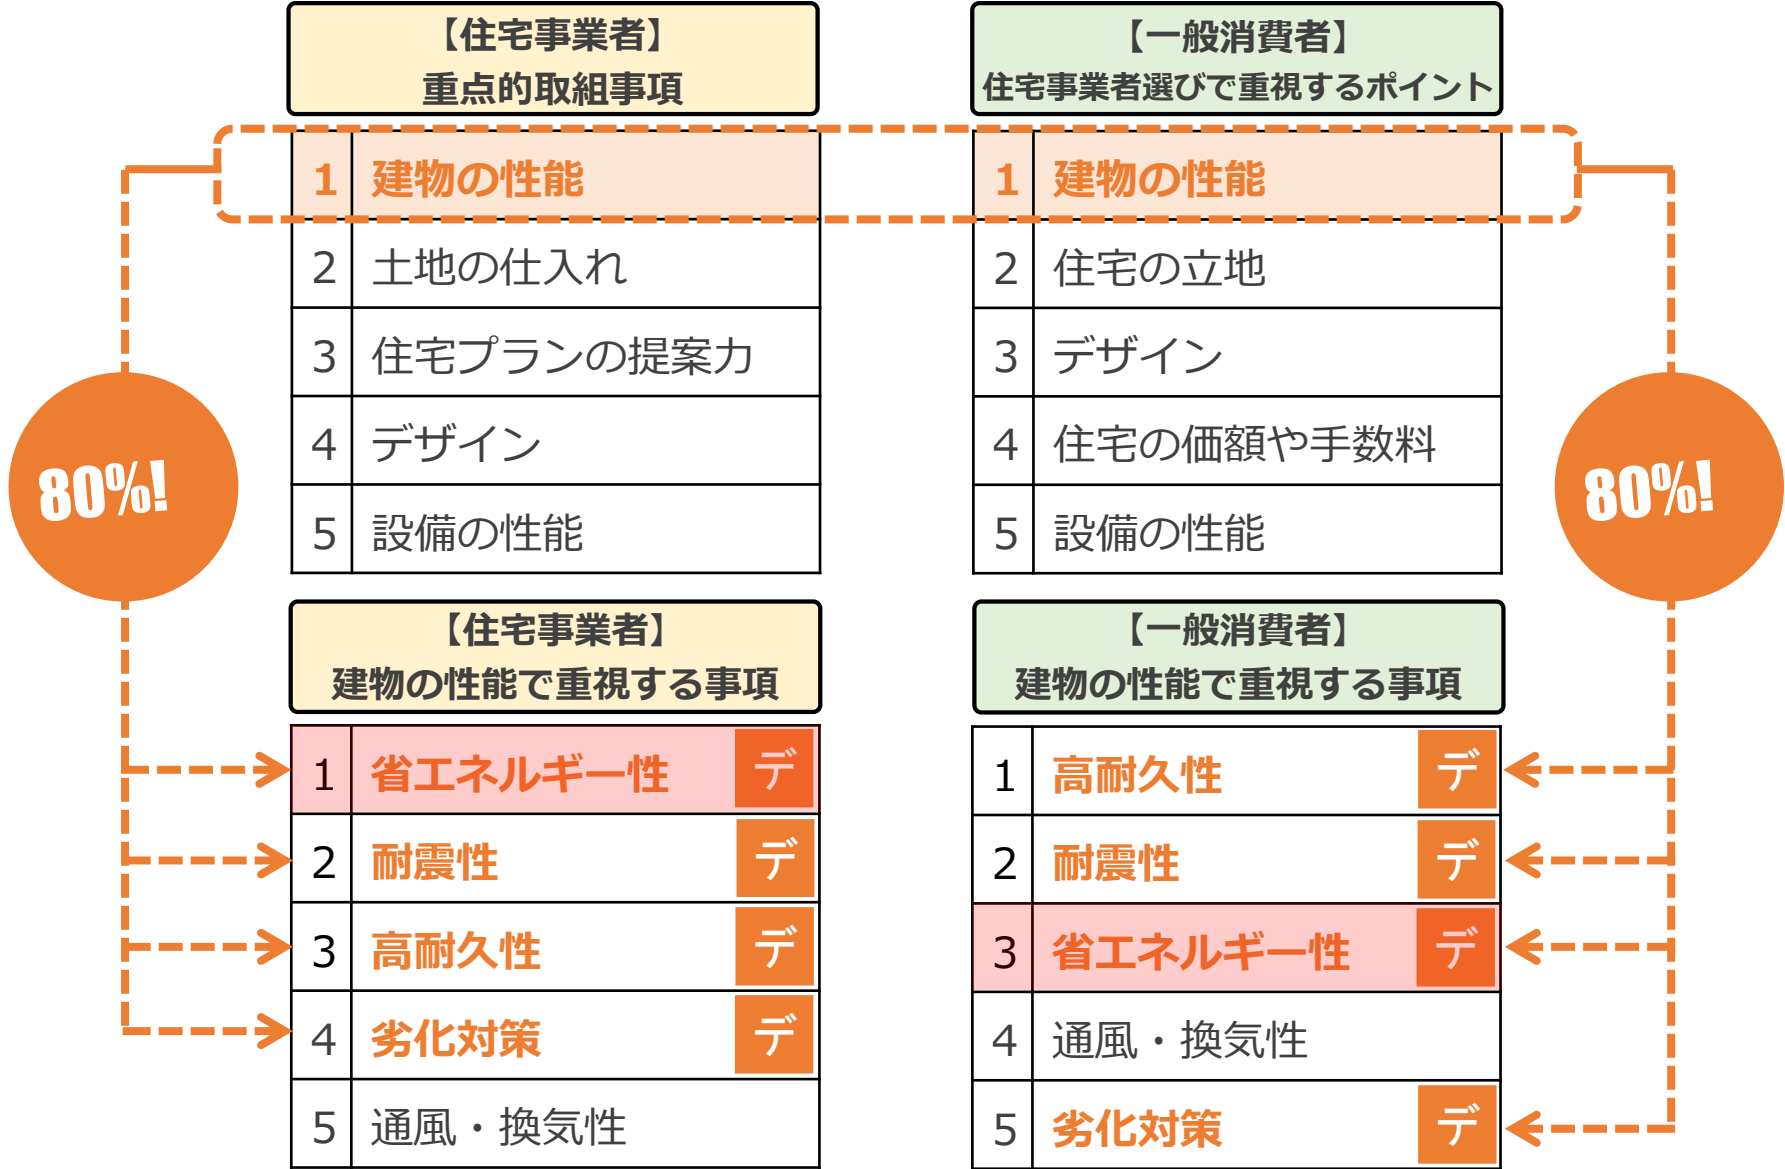 【住宅事業者】
重点的取組事項
1 建物の性能
2 土地の仕入れ
3 住宅プランの提案力
4 デザイン
5 設備の性能
【一般消費者】
住宅事業者選びで重視するポイント
1 建物の性能
2 住宅の立地
3 デザイン
4 住宅の価額や手数料
5 設備の性能
80%!
80%!
【住宅事業者】
建物の性能で重視する事項
1 省エネルギー性 デ
2 耐震性 デ
3 高耐久性 デ
4 劣化対策 デ
5 通風・換気性
【一般消費者】
建物の性能で重視する事項
1 高耐久性 デ
2 耐震性 デ
3 省エネルギー性 デ
4 通風・換気性
5 劣化対策 デ